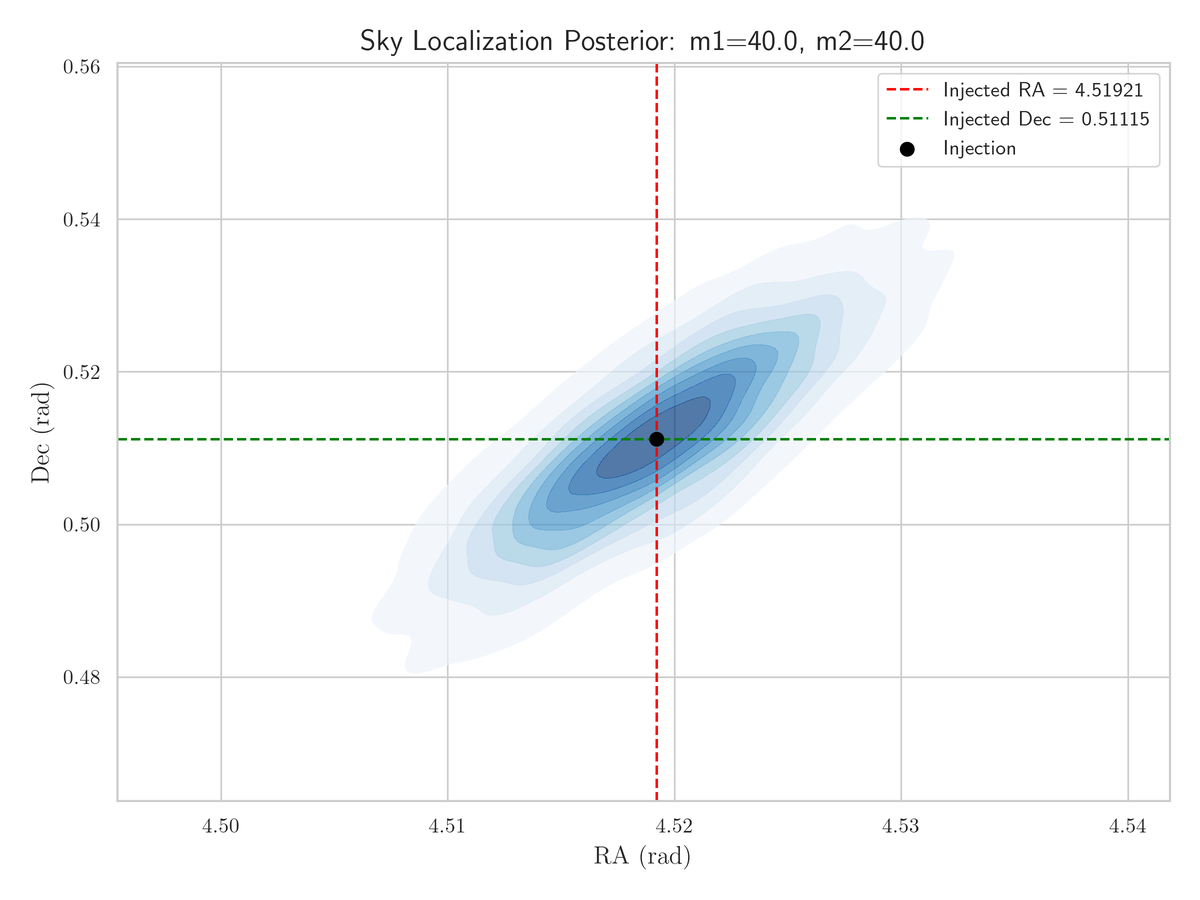 Sky Localization Posterior: m1=40.0, m2=40.0
Injected RA = 4.51921
Injected Dec = 0.51115
Injection
0.56
0.54
0.52
0.50
0.48
Dec (rad)
4.50 4.51 4.52 4.53 4.54
RA (rad)